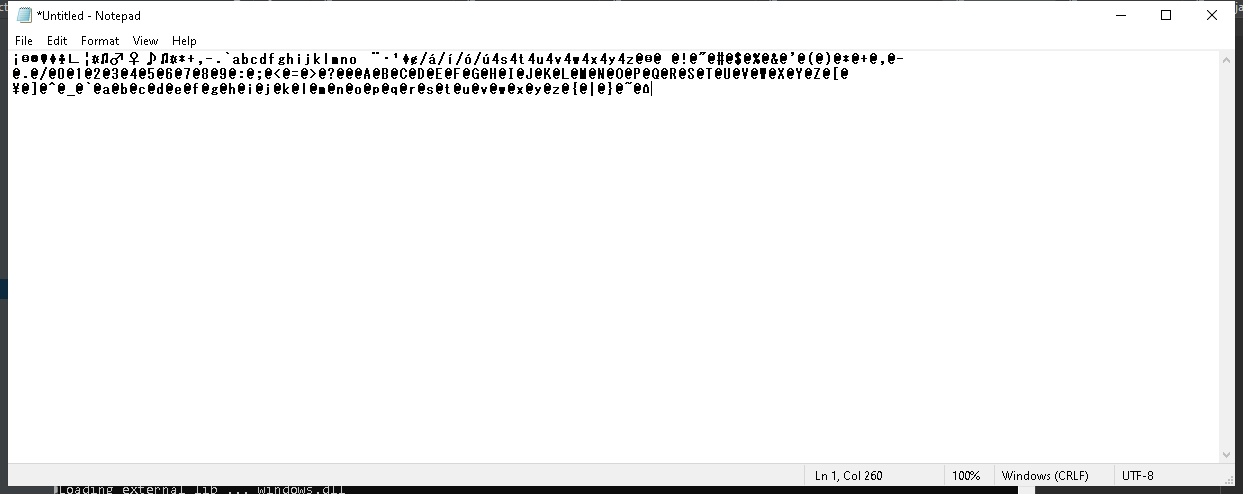 *Untitled - Notepad
File Edit Format View Help
¡☻♥♦♣∟¦¤♫♂♀♪♫¤*+,-.`abcdfghijklmno ¨·¹♦¢/á/í/ó/ú4s4t4u4v4w4x4y4z@☻@ @!@"@#@$@%@&@'@(@)@*@+@,@-
@.@/@0@1@2@3@4@5@6@7@8@9@:@;@<@=@>@?@@@A@B@C@D@E@F@G@H@I@J@K@L@M@N@O@P@Q@R@S@T@U@V@W@X@Y@Z@[@
¥@]@^@_@`@a@b@c@d@e@f@g@h@i@j@k@l@m@n@o@p@q@r@s@t@u@v@w@x@y@z@{@|@}@~@⌂
Ln 1, Col 260
100%
Windows (CRLF)
UTF-8
Loading external lib ... windows.dll